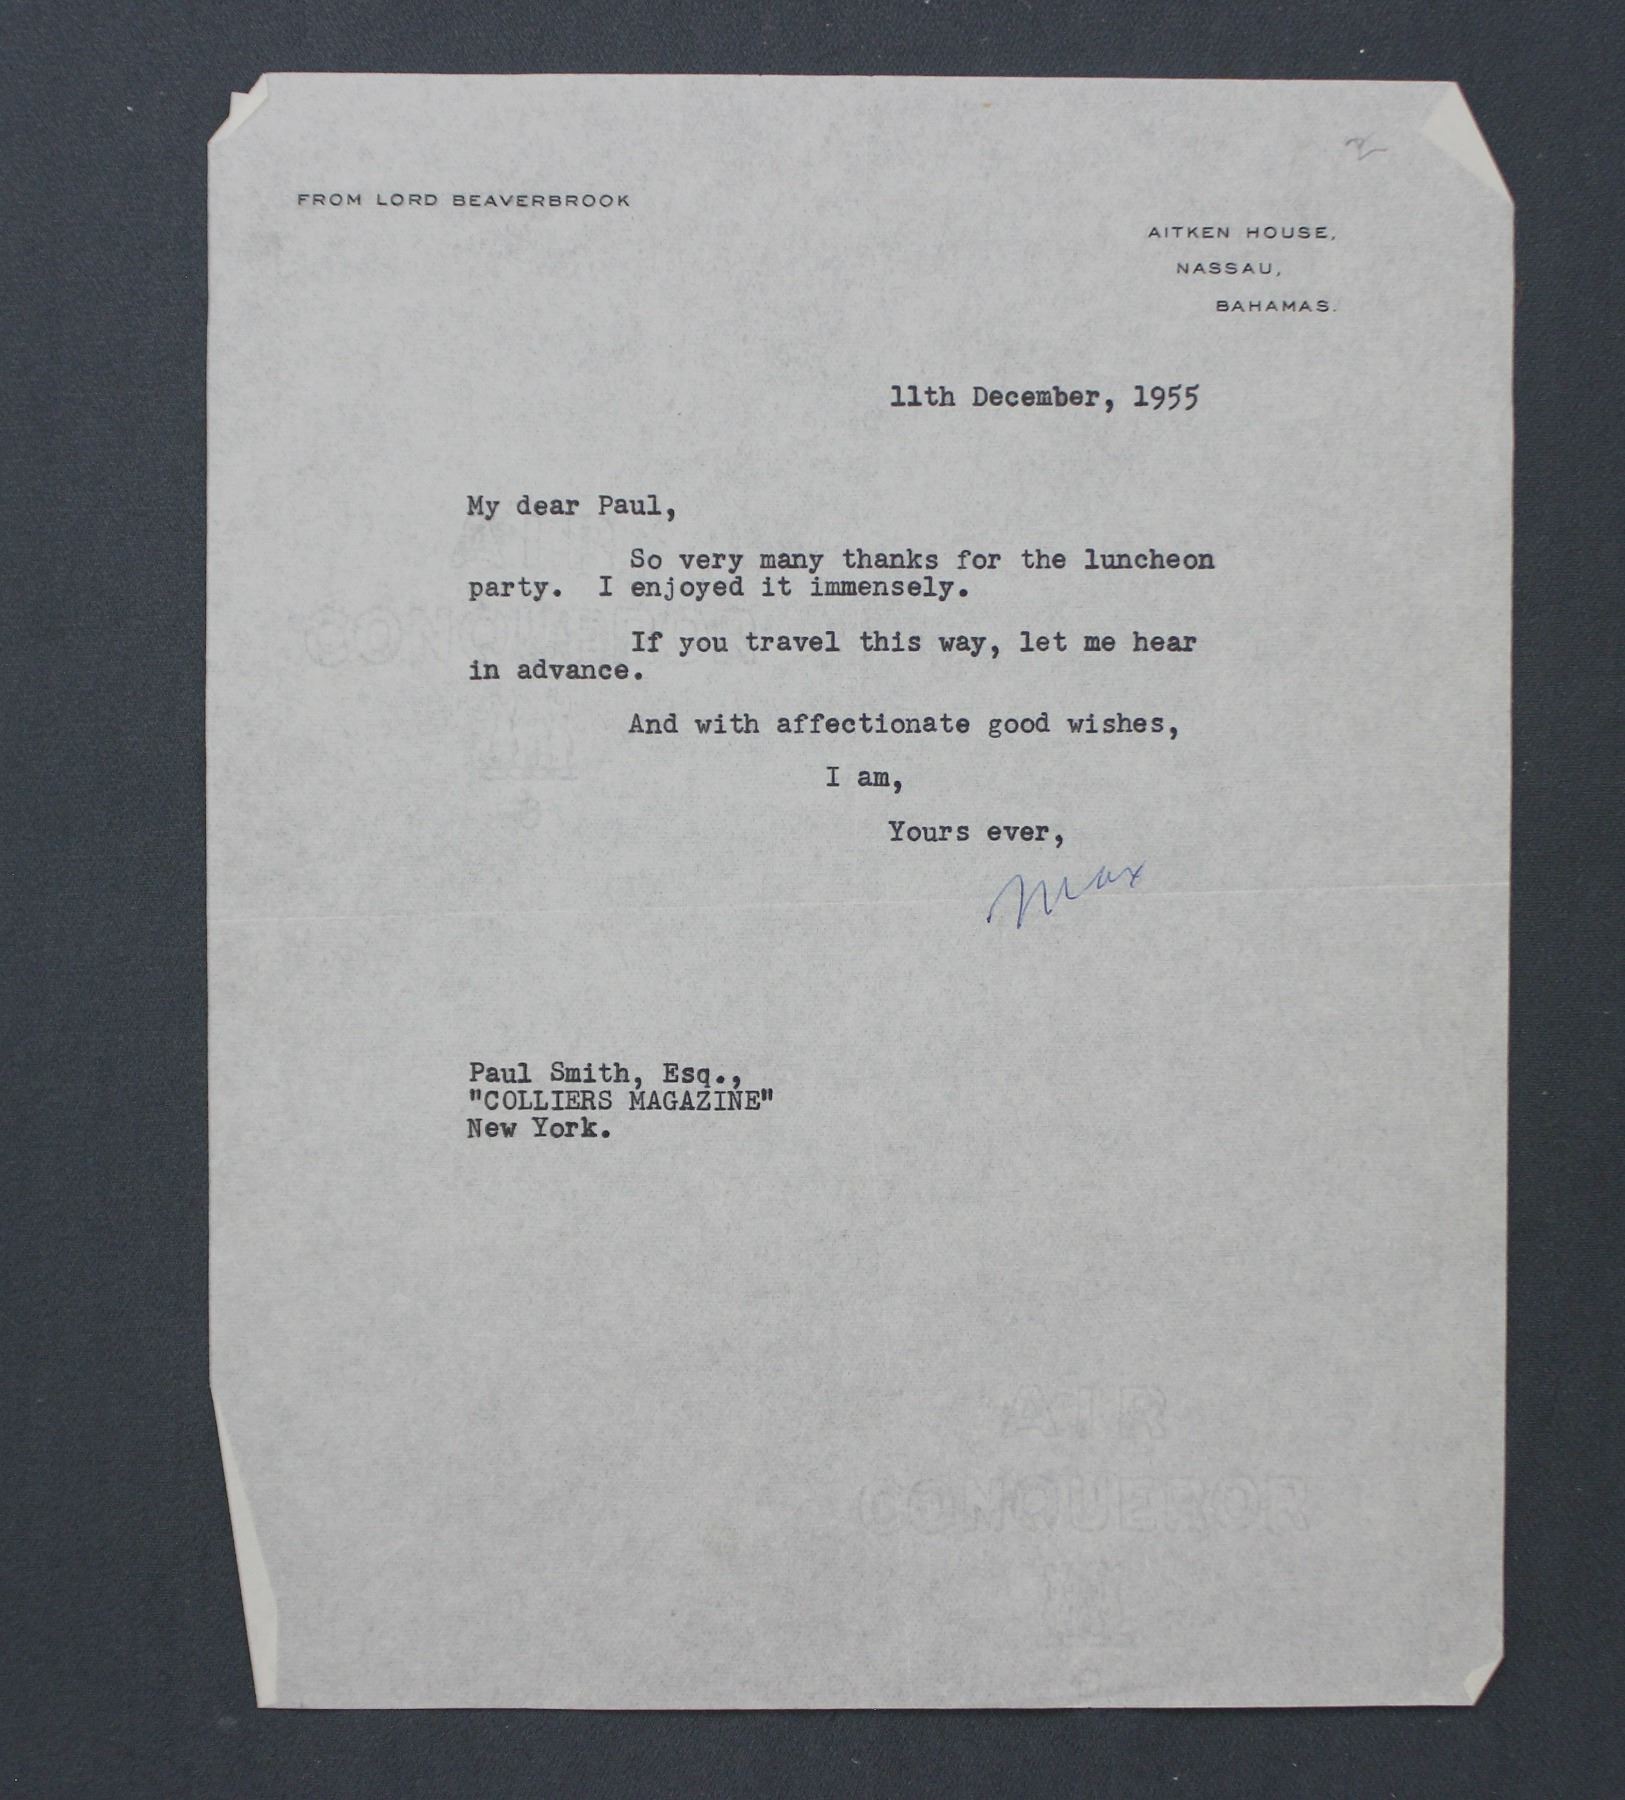 2
FROM LORD BEAVERBROOK
AITKEN HOUSE,
NASSAU,
BAHAMAS.
11th December, 1955
My dear Paul,
So very many thanks for the luncheon
party. I enjoyed it immensely.
If you travel this way, let me hear
in advance.
And with affectionate good wishes,
I am,
Yours ever,
Max
Paul Smith, Esq.,
"COLLIERS MAGAZINE"
New York.
AIR
CONQUEROR